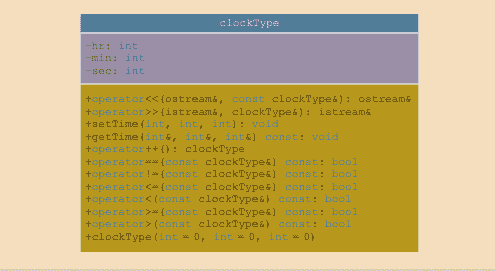 clockType
-hr: int
-min: int
-sec: int
+operator<<{ostream&, const clockType&}: ostream&
+operator>>{istream&, clockType&}: istream&
+setTime{int, int, int}: void
+getTime{int&, int&, int&} const: void
+operator++{}: clockType
+operator=={const clockType&} const: bool
+operator!={const clockType&} const: bool
+operator<={const clockType&} const: bool
+operator<{const clockType&} const: bool
+operator>={const clockType&} const: bool
+operator>{const clockType&} const: bool
+clockType{int = 0, int = 0, int = 0}